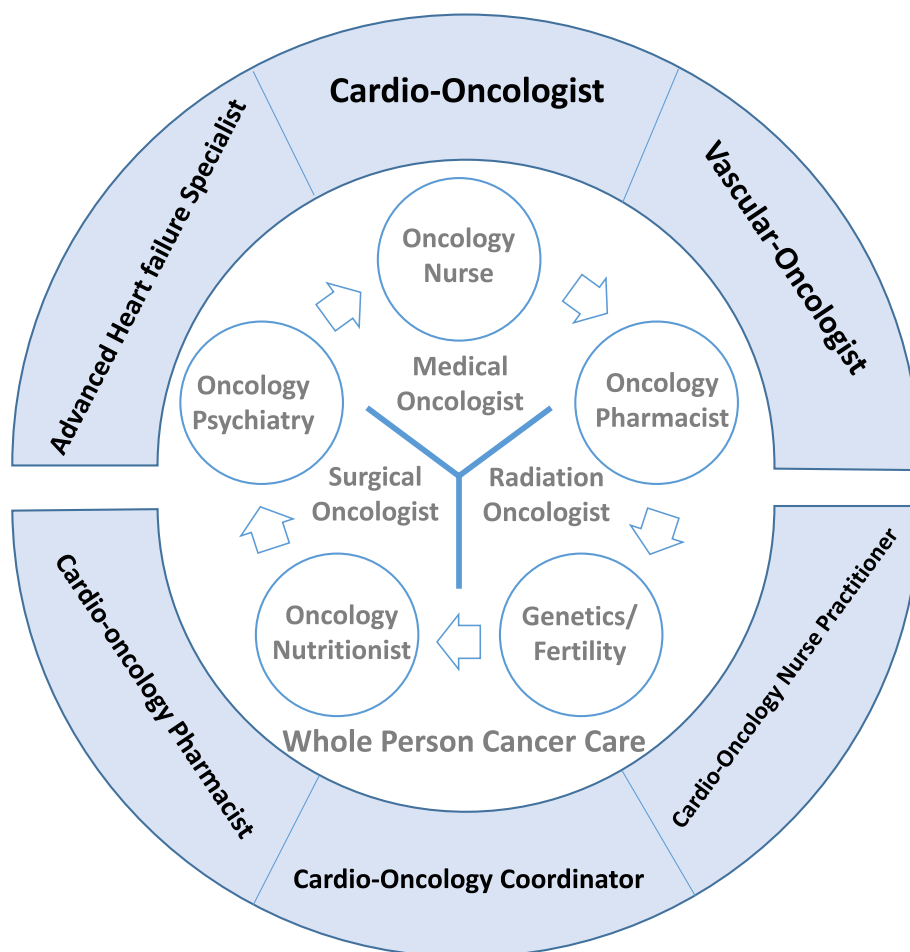 Cardio-Oncologist
Advanced Heart failure Specialist
Vascular-Oncologist
Oncology
Nurse
Oncology
Psychiatry
Medical
Oncologist
Oncology
Pharmacist
Surgical
Oncologist
Radiation
Oncologist
Oncology
Nutritionist
Genetics/
Fertility
Whole Person Cancer Care
Cardio-oncology Pharmacist
Cardio-Oncology Nurse Practitioner
Cardio-Oncology Coordinator